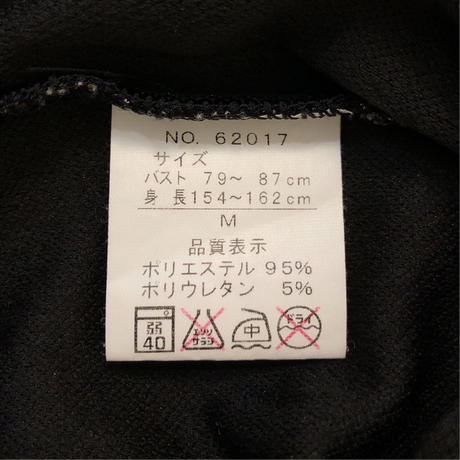 NO. 62017
サイズ
バスト 79～ 87cm
身 長154～162cm
M
品質表示
ポリエステル 95%
ポリウレタン 5%
弱 40 エンソ サラシ 中 ドライ